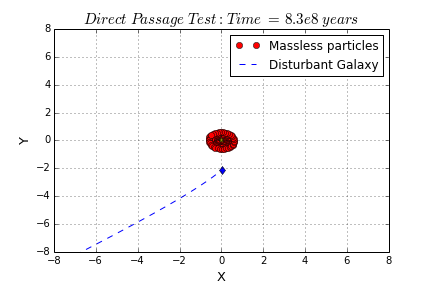 Direct Passage Test : Time = 8.3e8 years
8
6
4
2
0
−2
−4
−6
−8
Y
Massless particles
Disturbant Galaxy
−8 −6 −4 −2 0 2 4 6 8
X